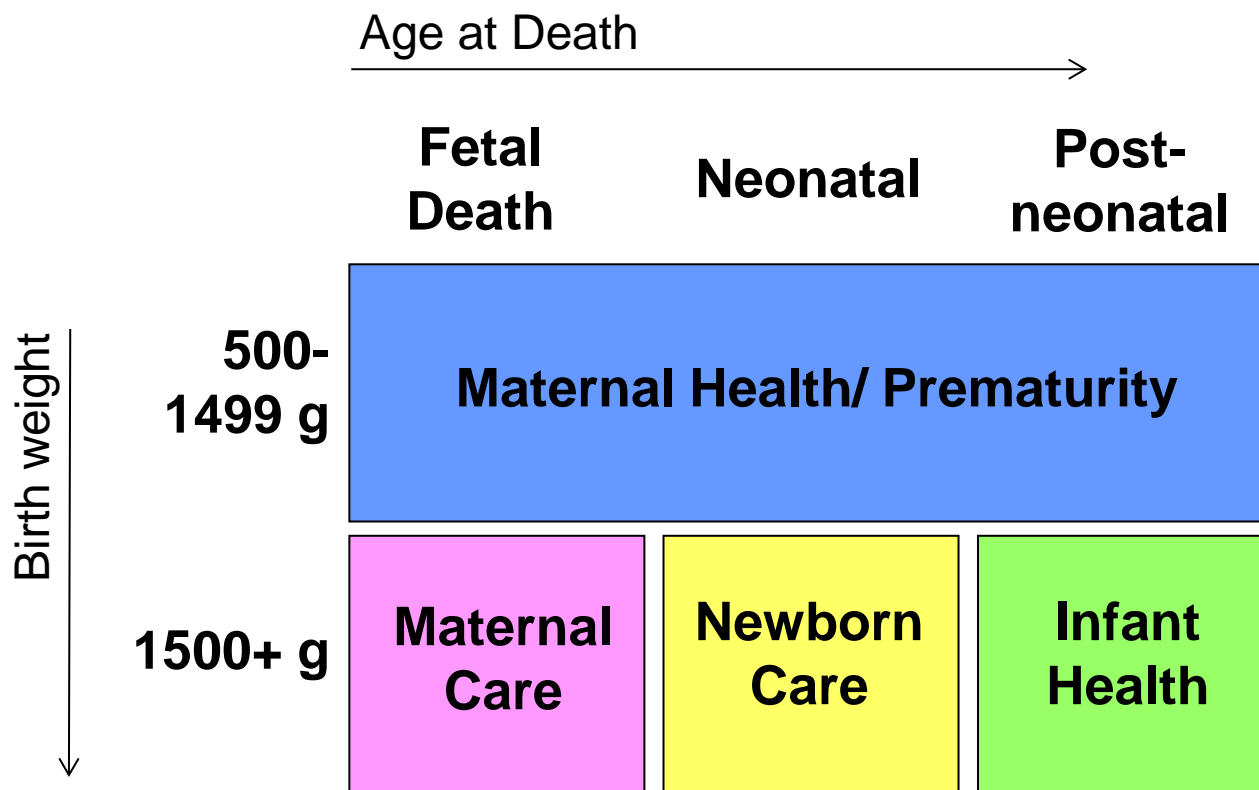 Age at Death
Fetal
Death
Neonatal
Post-
neonatal
Birth weight
500-
1499 g
Maternal Health/ Prematurity
1500+ g
Maternal
Care
Newborn
Care
Infant
Health